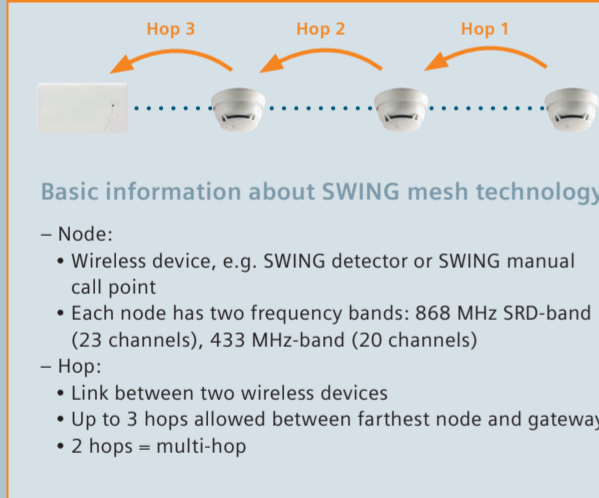 Hop 3 Hop 2 Hop 1
Basic information about SWING mesh technology
– Node:
• Wireless device, e.g. SWING detector or SWING manual
call point
• Each node has two frequency bands: 868 MHz SRD-band
(23 channels), 433 MHz-band (20 channels)
– Hop:
• Link between two wireless devices
• Up to 3 hops allowed between farthest node and gateway
• 2 hops = multi-hop